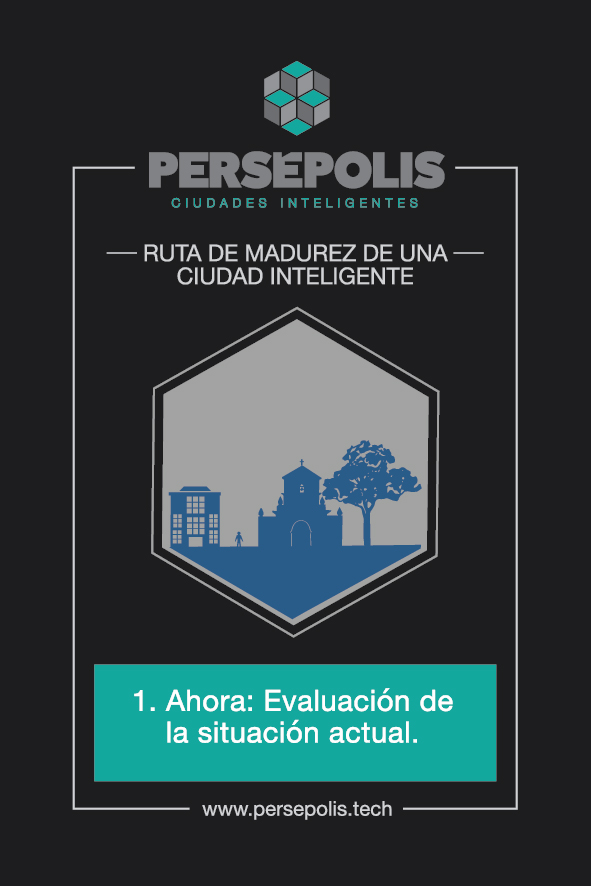 PERSÉPOLIS
CIUDADES INTELIGENTES
RUTA DE MADUREZ DE UNA
CIUDAD INTELIGENTE
1. Ahora: Evaluación de
la situación actual.
www.persepolis.tech